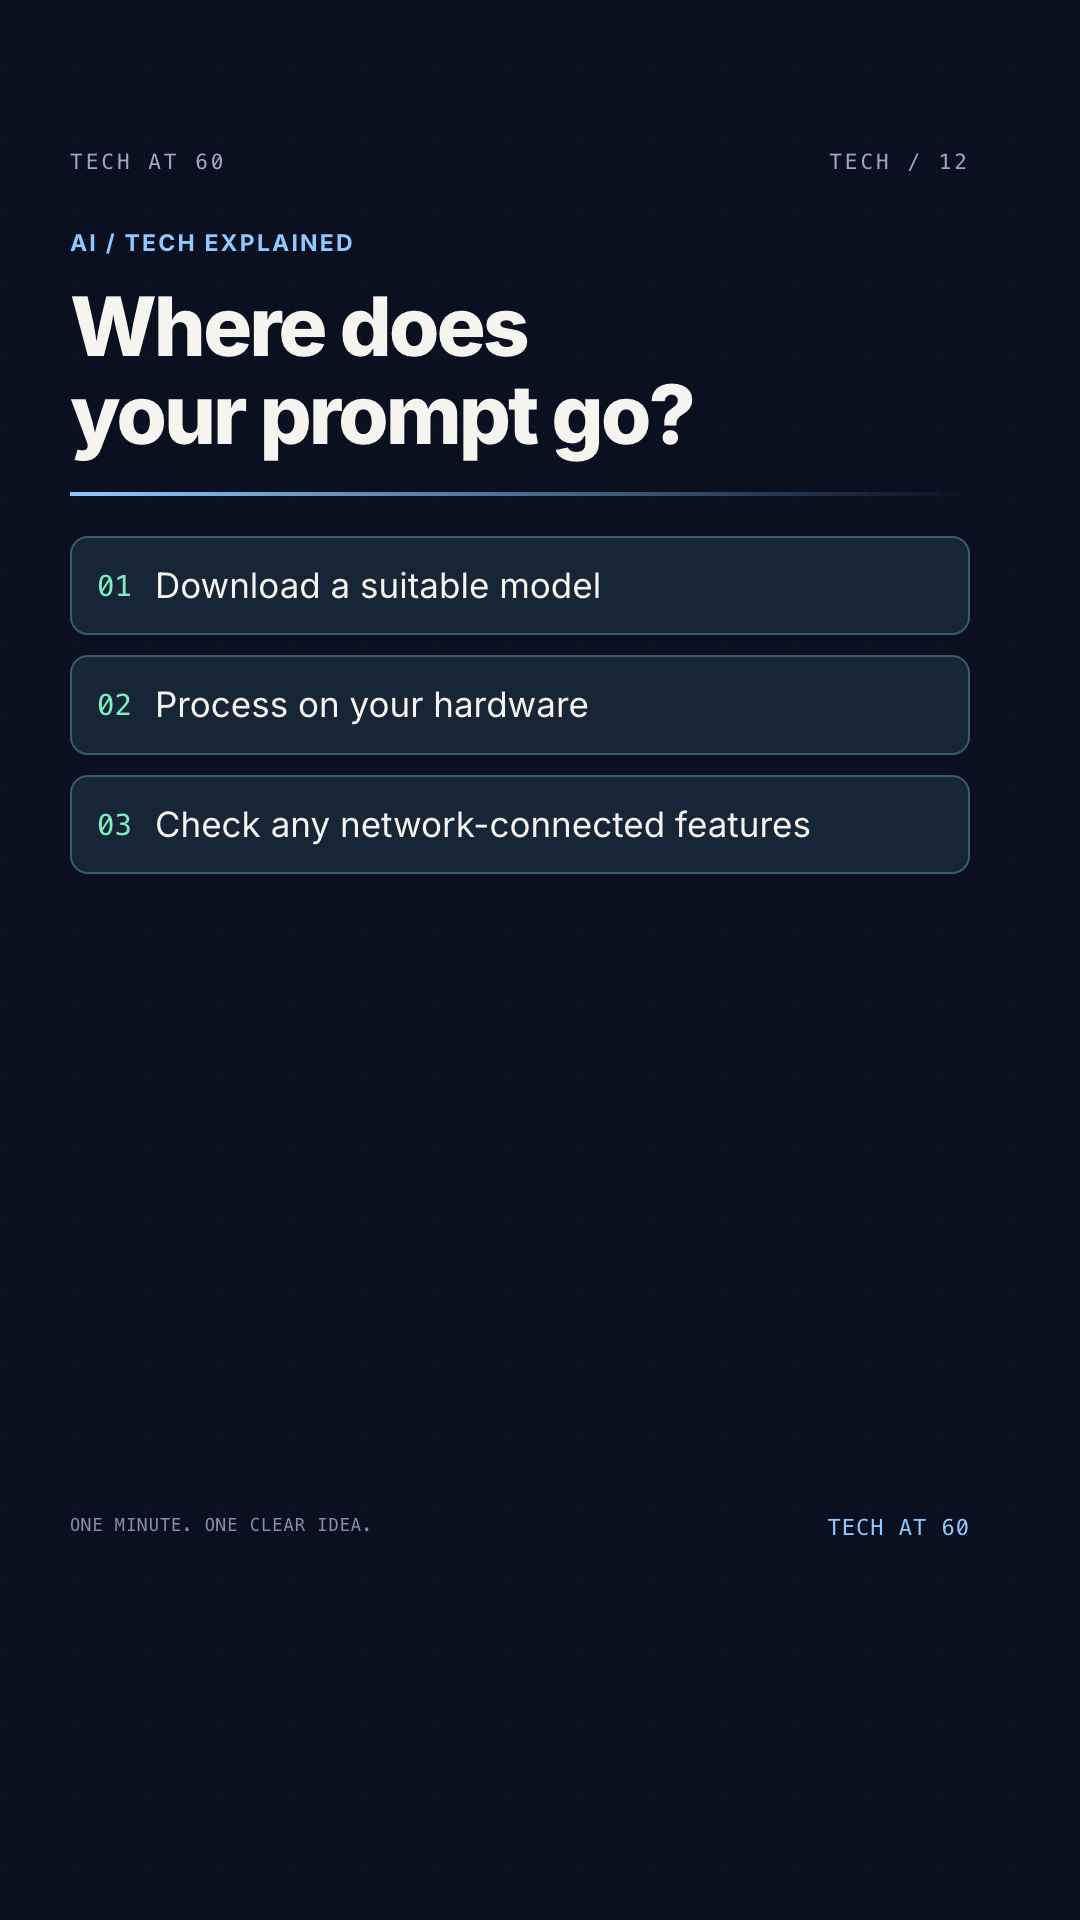 TECH AT 60
TECH / 12
AI / TECH EXPLAINED
Where does
your prompt go?
01 Download a suitable model
02 Process on your hardware
03 Check any network-connected features
ONE MINUTE. ONE CLEAR IDEA.
TECH AT 60